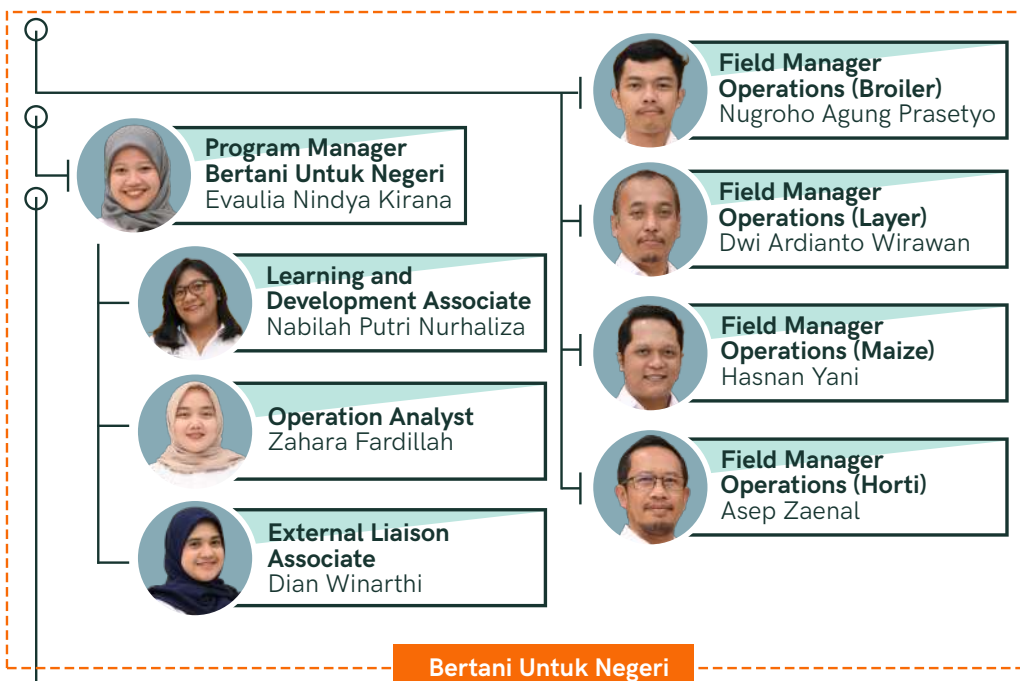 Program Manager
Bertani Untuk Negeri
Evaulia Nindya Kirana
Learning and
Development Associate
Nabilah Putri Nurhaliza
Operation Analyst
Zahara Fardillah
External Liaison
Associate
Dian Winarthi
Field Manager
Operations (Broiler)
Nugroho Agung Prasetyo
Field Manager
Operations (Layer)
Dwi Ardianto Wirawan
Field Manager
Operations (Maize)
Hasnan Yani
Field Manager
Operations (Horti)
Asep Zaenal
Bertani Untuk Negeri